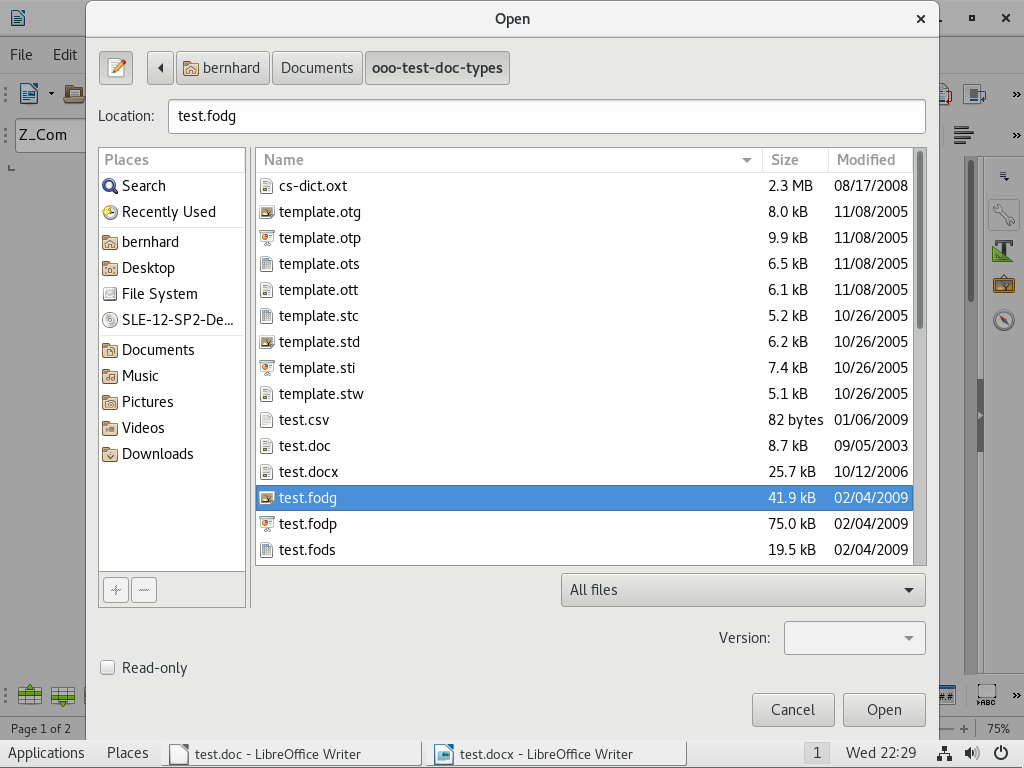 Open
File Edit
bernhard Documents ooo-test-doc-types
Location: test.fodg
Z_Com
Places
Search
Recently Used
bernhard
Desktop
File System
SLE-12-SP2-De...
Documents
Music
Pictures
Videos
Downloads
Name Size Modified
cs-dict.oxt 2.3 MB 08/17/2008
template.otg 8.0 kB 11/08/2005
template.otp 9.9 kB 11/08/2005
template.ots 6.5 kB 11/08/2005
template.ott 6.1 kB 11/08/2005
template.stc 5.2 kB 10/26/2005
template.std 6.2 kB 10/26/2005
template.sti 7.4 kB 10/26/2005
template.stw 5.1 kB 10/26/2005
test.csv 82 bytes 01/06/2009
test.doc 8.7 kB 09/05/2003
test.docx 25.7 kB 10/12/2006
test.fodg 41.9 kB 02/04/2009
test.fodp 75.0 kB 02/04/2009
test.fods 19.5 kB 02/04/2009
All files
Version:
Read-only
ABC
Cancel Open
Page 1 of 2 75%
Applications Places test.doc - LibreOffice Writer test.docx - LibreOffice Writer 1 Wed 22:29